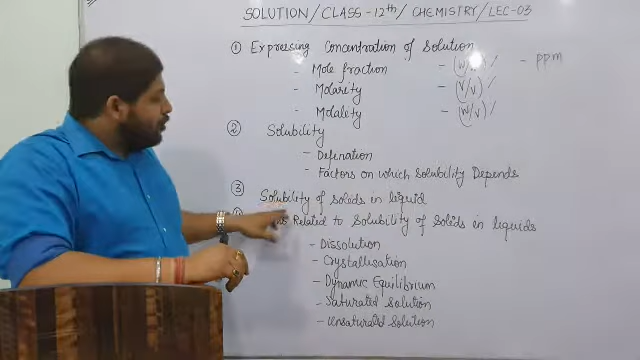 SOLUTION/CLASS-12th/CHEMISTRY/LEC-03
① Expressing Concentration of Solution
- Mole fraction - (W/W) %  - ppm
- Molarity - (V/V) %
- Molality - (W/V) %
② Solubility
- Defination
- Factors on which Solubility Depends
③ Solubility of Solids in liquid
Related to Solubility of Solids in liquids
- Dissolution
- Crystallisation
- Dynamic Equilibrium
- Saturated Solution
- Unsaturated Solution